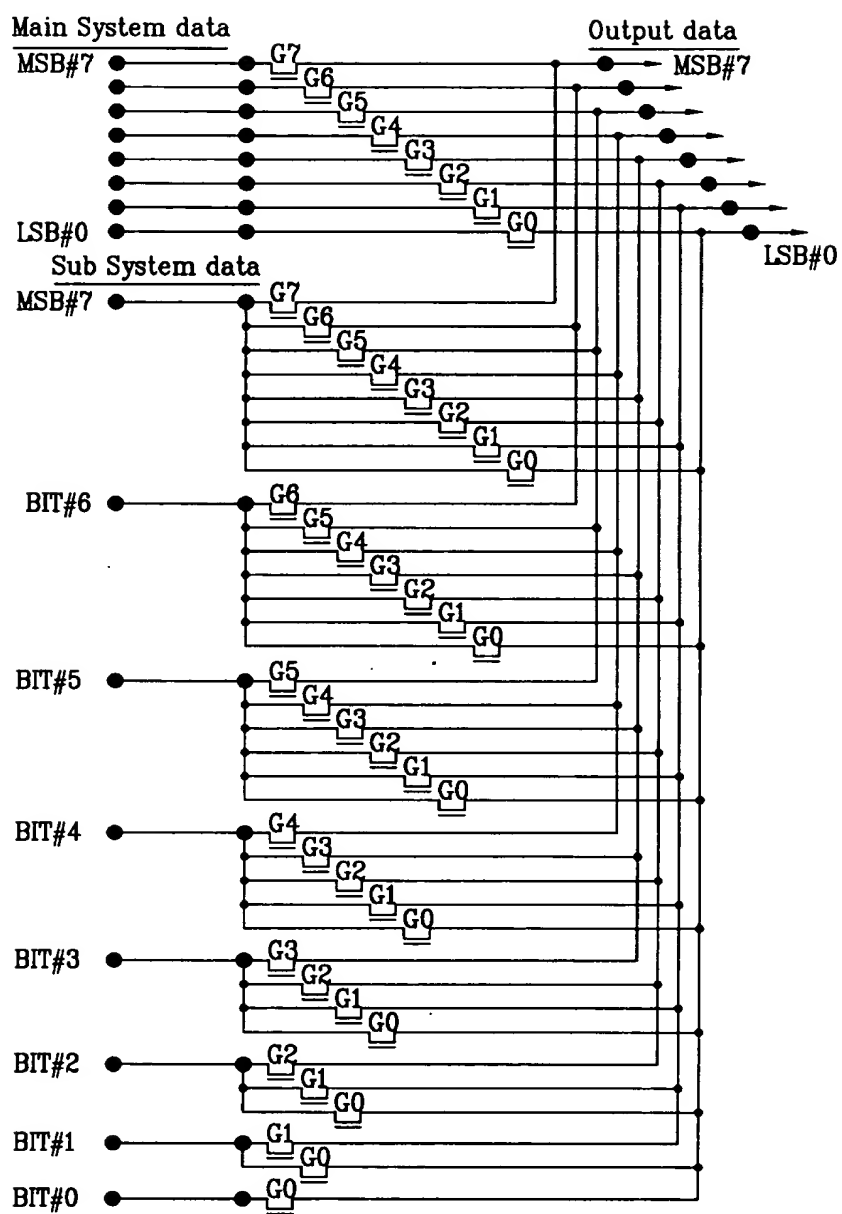 Main System data
Output data
MSB#7 G7 MSB#7
G6
G5
G4
G3
G2
G1
LSB#0 G0
LSB#0
Sub System data
MSB#7 G7
G6
G5
G4
G3
G2
G1
G0
BIT#6 G6
G5
G4
G3
G2
G1
G0
BIT#5 G5
G4
G3
G2
G1
G0
BIT#4 G4
G3
G2
G1
G0
BIT#3 G3
G2
G1
G0
BIT#2 G2
G1
G0
BIT#1 G1
G0
BIT#0 G0